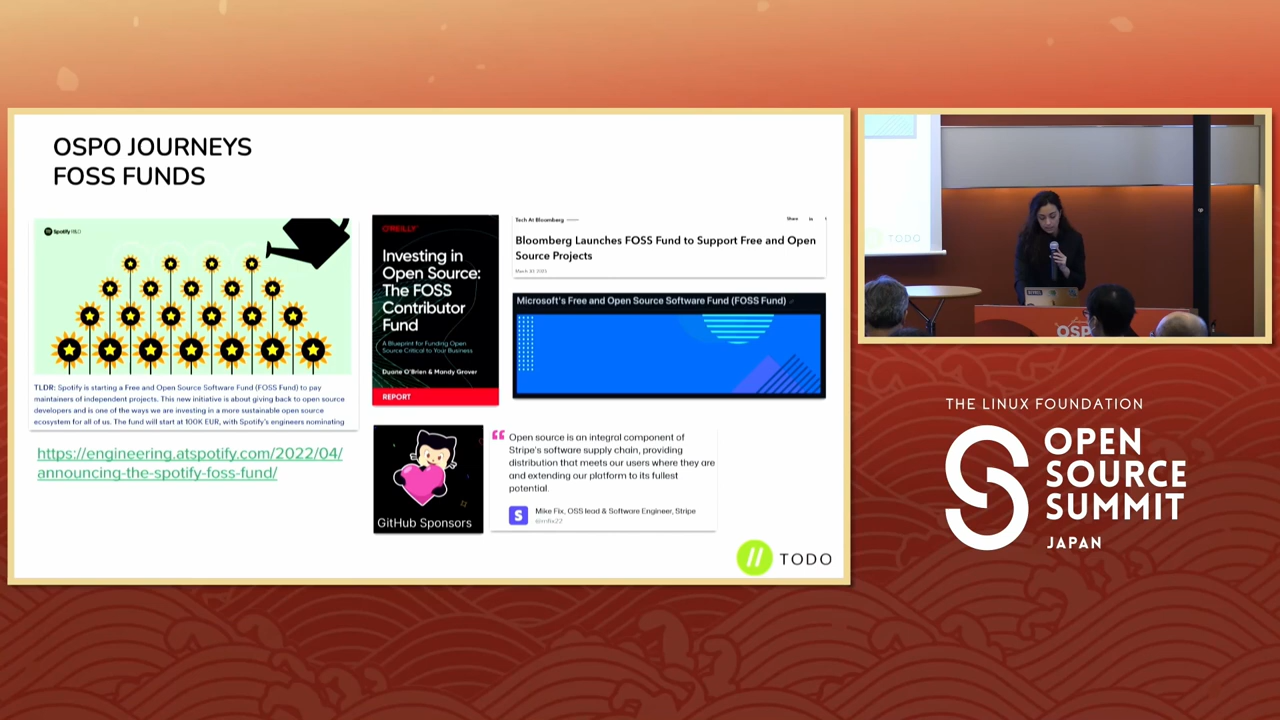 OSPO JOURNEYS
FOSS FUNDS
Spotify R&D
TLDR: Spotify is starting a Free and Open Source Software Fund (FOSS Fund) to pay
maintainers of independent projects. This new initiative is about giving back to open source
developers and is one of the ways we are investing in a more sustainable open source
ecosystem for all of us. The fund will start at 100K EUR, with Spotify's engineers nominating
https://engineering.atspotify.com/2022/04/
announcing-the-spotify-foss-fund/
O'REILLY
Investing in
Open Source:
The FOSS
Contributor
Fund
A Blueprint for Funding Open
Source Critical to Your Business
Duane O'Brien & Mandy Grover
REPORT
Tech At Bloomberg
Share
in
Bloomberg Launches FOSS Fund to Support Free and Open
Source Projects
Microsoft's Free and Open Source Software Fund (FOSS Fund)
GitHub Sponsors
“ Open source is an integral component of
Stripe's software supply chain, providing
distribution that meets our users where they are
and extending our platform to its fullest
potential.
S
Mike Fix, OSS lead & Software Engineer, Stripe
@mfix22
// TODO
TODO
OSP
THE LINUX FOUNDATION
OPEN
SOURCE
SUMMIT
JAPAN